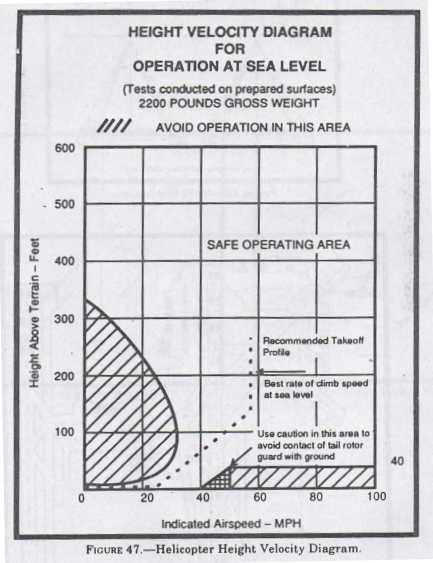 HEIGHT VELOCITY DIAGRAM
FOR
OPERATION AT SEA LEVEL
(Tests conducted on prepared surfaces)
2200 POUNDS GROSS WEIGHT
AVOID OPERATION IN THIS AREA
600
500
SAFE OPERATING AREA
400
Height Above Terrain – Feet
300
Recommended Takeoff
Profile
200
Best rate of climb speed
at sea level
100
Use caution in this area to
avoid contact of tail rotor
guard with ground
40
0 20 40 60 80 100
Indicated Airspeed – MPH
FIGURE 47.—Helicopter Height Velocity Diagram.